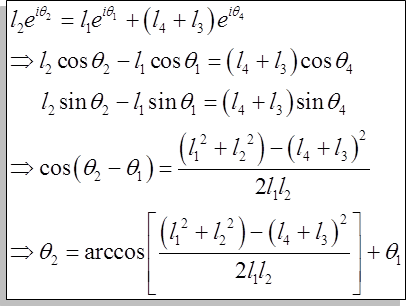 l₂e^{iθ₂} = l₁e^{iθ₁} + (l₄ + l₃)e^{iθ₄}
⇒ l₂ cos θ₂ − l₁ cos θ₁ = (l₄ + l₃) cos θ₄
l₂ sin θ₂ − l₁ sin θ₁ = (l₄ + l₃) sin θ₄
⇒ cos(θ₂ − θ₁) = ((l₁² + l₂²) − (l₄ + l₃)²) / (2l₁l₂)
⇒ θ₂ = arccos[((l₁² + l₂²) − (l₄ + l₃)²) / (2l₁l₂)] + θ₁